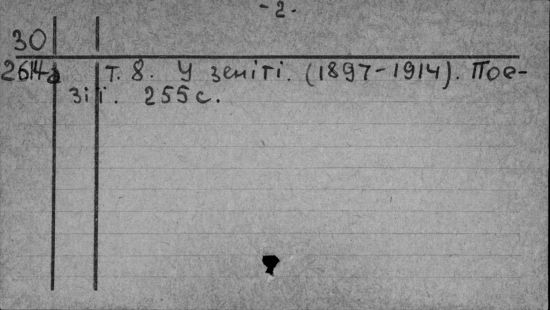 - 2.
30
2614а т. 8. У зеніті. (1897-1914). Пое-
зії. 255 с.